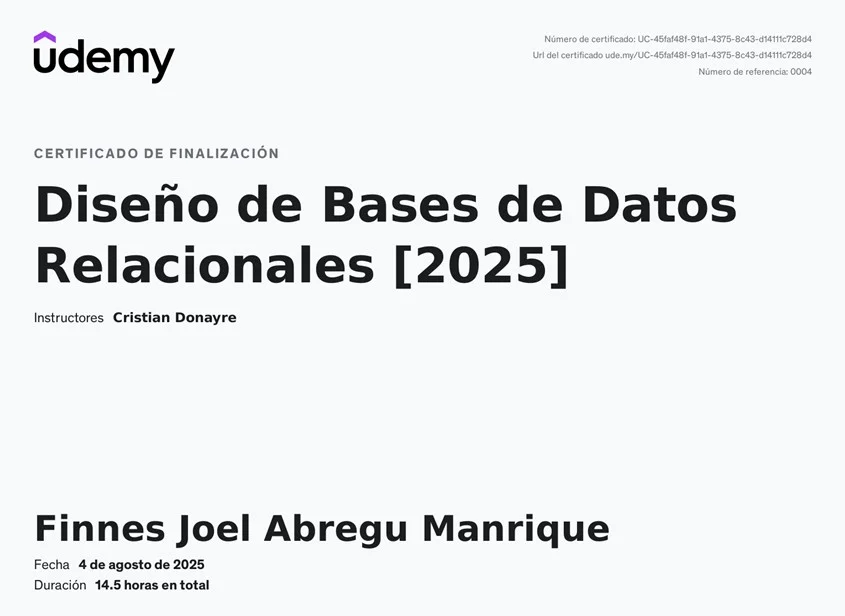 udemy
Número de certificado: UC-45faf48f-91a1-4375-8c43-d14111c728d4
Url del certificado ude.my/UC-45faf48f-91a1-4375-8c43-d14111c728d4
Número de referencia: 0004
CERTIFICADO DE FINALIZACIÓN
Diseño de Bases de Datos
Relacionales [2025]
Instructores Cristian Donayre
Finnes Joel Abregu Manrique
Fecha 4 de agosto de 2025
Duración 14.5 horas en total